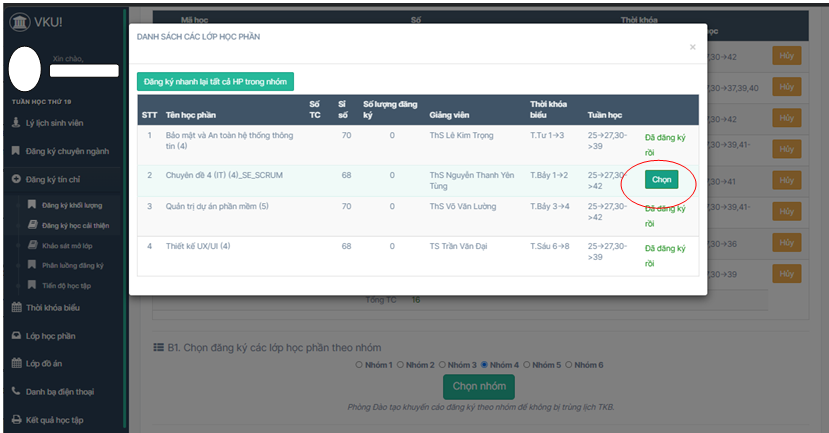 VKU!
Xin chào,
TUẦN HỌC THỨ 19
Lý lịch sinh viên
Đăng ký chuyên ngành
Đăng ký tín chỉ
Đăng ký khối lượng
Đăng ký học cải thiện
Khảo sát mở lớp
Phân luồng đăng ký
Tiến độ học tập
Thời khóa biểu
Lớp học phần
Lớp đồ án
Danh bạ điện thoại
Kết quả học tập
Mã học Số Thời khóa
học
DANH SÁCH CÁC LỚP HỌC PHẦN
×
Đăng ký nhanh lại tất cả HP trong nhóm
STT Tên học phần Số TC Sĩ số Số lượng đăng ký Giảng viên Thời khóa biểu Tuần học
1 Bảo mật và An toàn hệ thống thông tin (4) 70 0 ThS Lê Kim Trọng T.Tư 1->3 25->27,30->39 Đã đăng ký rồi
2 Chuyên đề 4 (IT) (4)_SE_SCRUM 68 0 ThS Nguyễn Thanh Yên Tùng T.Bảy 1->2 25->27,30->42 Chọn
3 Quản trị dự án phần mềm (5) 70 0 ThS Võ Văn Lường T.Bảy 3->4 25->27,30->42 Đã đăng ký rồi
4 Thiết kế UX/UI (4) 68 0 TS Trần Văn Đại T.Sáu 6->8 25->27,30->39 Đã đăng ký rồi
7,30->42 Hủy
7,30->37,39,40 Hủy
7,30->42 Hủy
7,30->39,41- Hủy
7,30->41 Hủy
7,30->39,41- Hủy
7,30->36 Hủy
7,30->39 Hủy
Tổng TC 16
B1. Chọn đăng ký các lớp học phần theo nhóm
Nhóm 1 Nhóm 2 Nhóm 3 Nhóm 4 Nhóm 5 Nhóm 6
Chọn nhóm
Phòng Đào tạo khuyến cáo đăng ký theo nhóm để không bị trùng lịch TKB.